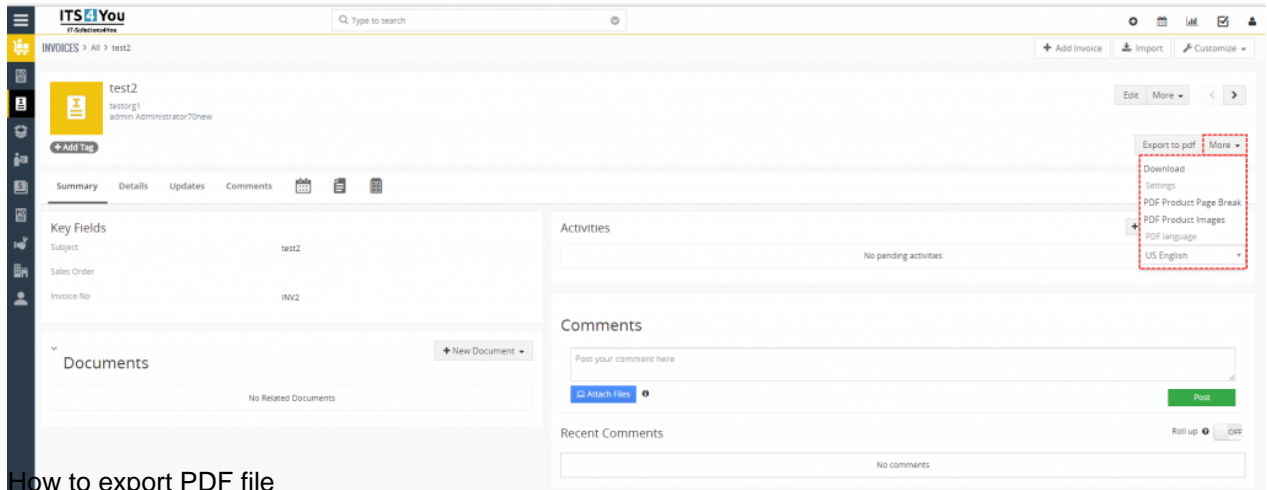 ITS4You
IT-Solutions4You
Type to search
INVOICES > All > test2
Add Invoice
Import
Customize
test2
testorg1
admin Administrator70new
Edit More
+ Add Tag
Export to pdf More
Download
Settings
PDF Product Page Break
PDF Product Images
PDF language
US English
Summary Details Updates Comments
Key Fields
Subject test2
Sales Order
Invoice No INV2
Activities
+
No pending activities
Documents
+ New Document
No Related Documents
Comments
Post your comment here
Attach Files
Post
Recent Comments
Roll up OFF
No comments
How to export PDF file